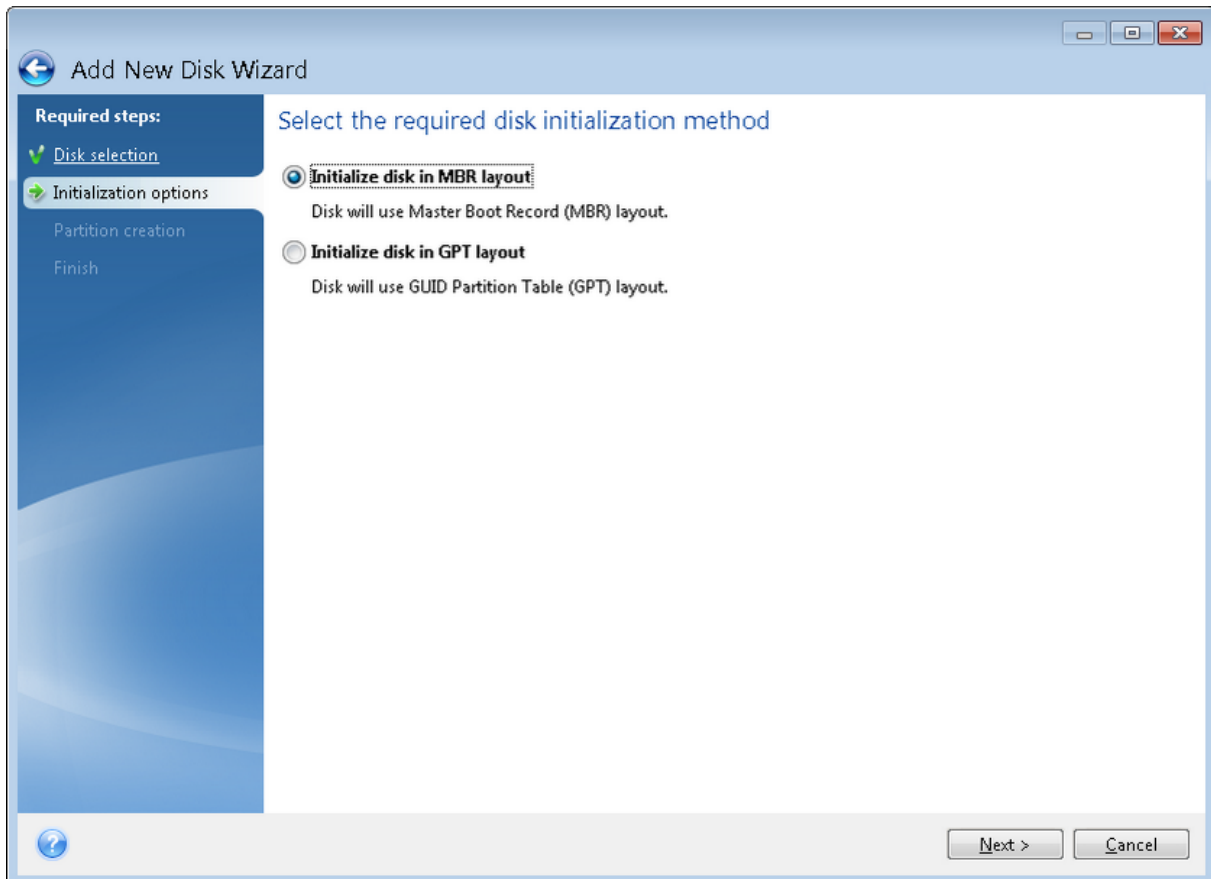 Add New Disk Wizard
Required steps:
Disk selection
Initialization options
Partition creation
Finish
Select the required disk initialization method
Initialize disk in MBR layout
Disk will use Master Boot Record (MBR) layout.
Initialize disk in GPT layout
Disk will use GUID Partition Table (GPT) layout.
?
Next >
Cancel